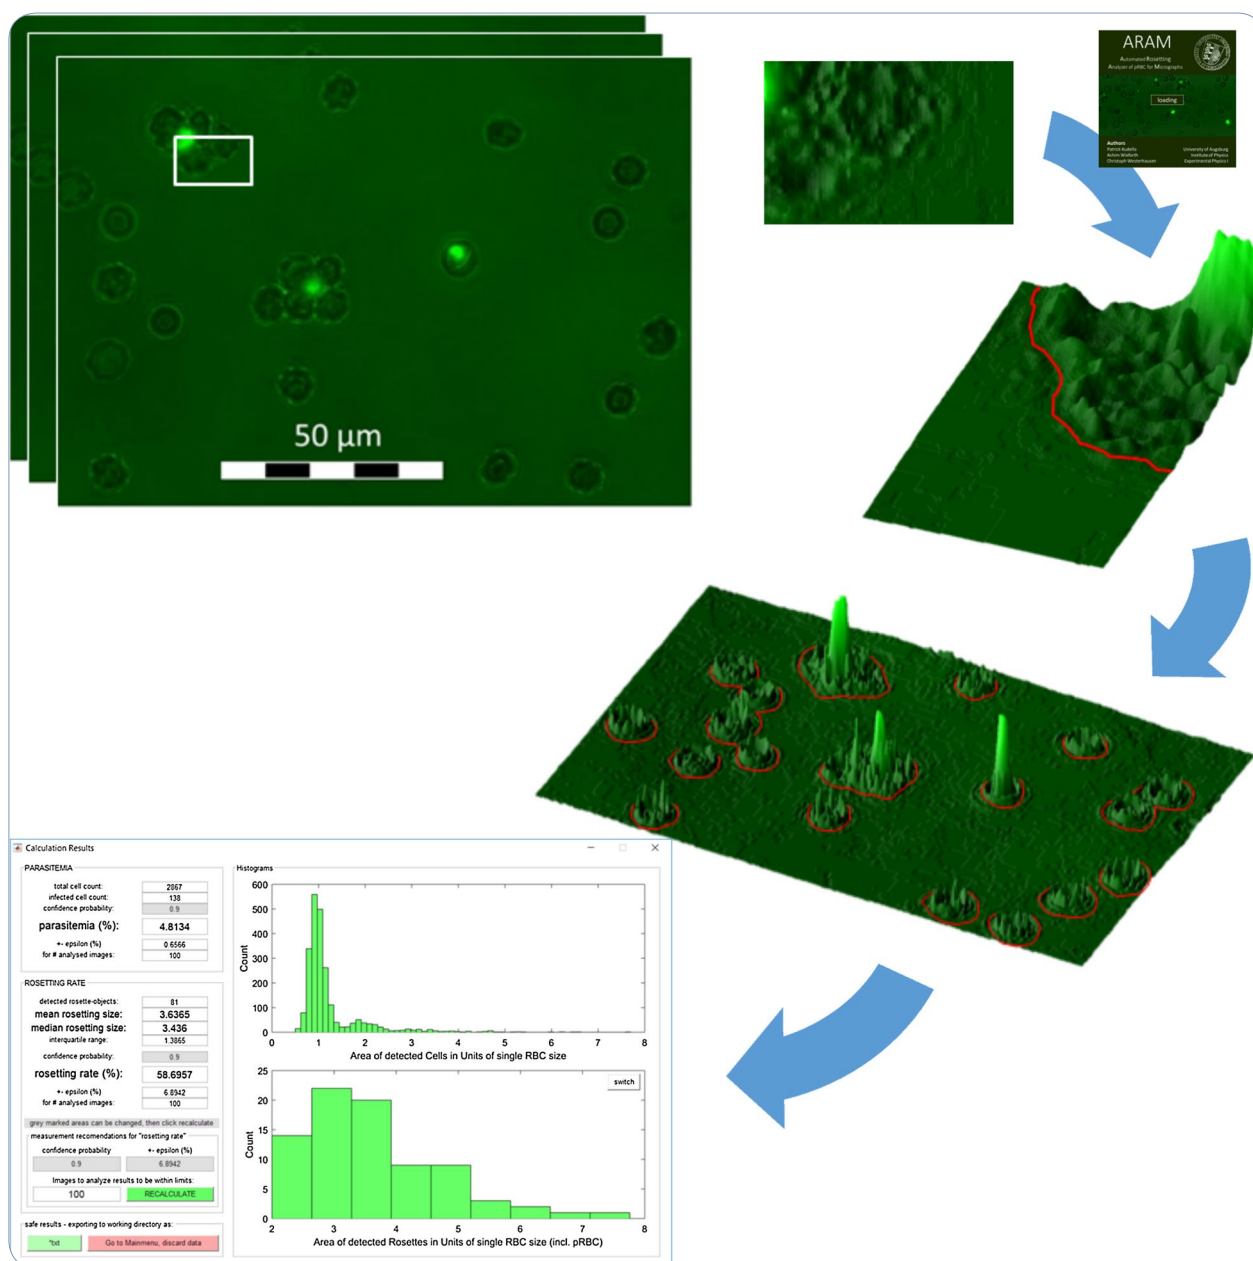 50 µm
ARAM
Automated Rosetting
Analyzer of pRBC for Micrographs
loading
Authors
Patrick Kudella
Achim Wixforth
Christoph Westerhausen
University of Augsburg
Institute of Physics
Experimental Physics I
Calculation Results
PARASITEMIA
total cell count: 2867
infected cell count: 138
confidence probability: 0.9
parasitemia (%): 4.8134
+- epsilon (%) 0.6566
for # analysed images: 100
ROSETTING RATE
detected rosette-objects: 81
mean rosetting size: 3.6365
median rosetting size: 3.436
interquartile range: 1.3865
confidence probability: 0.9
rosetting rate (%): 58.6957
+- epsilon (%) 6.8942
for # analysed images: 100
grey marked areas can be changed, then click recalculate
measurement recomendations for "rosetting rate"
confidence probability +- epsilon (%)
0.9 6.8942
Images to analyze results to be within limits:
100 RECALCULATE
safe results - exporting to working directory as:
*txt Go to Mainmenu, discard data
Histograms
600
500
400
300
200
100
0
Count
0 1 2 3 4 5 6 7 8
Area of detected Cells in Units of single RBC size
switch
25
20
15
10
5
0
Count
2 3 4 5 6 7 8
Area of detected Rosettes in Units of single RBC size (incl. pRBC)